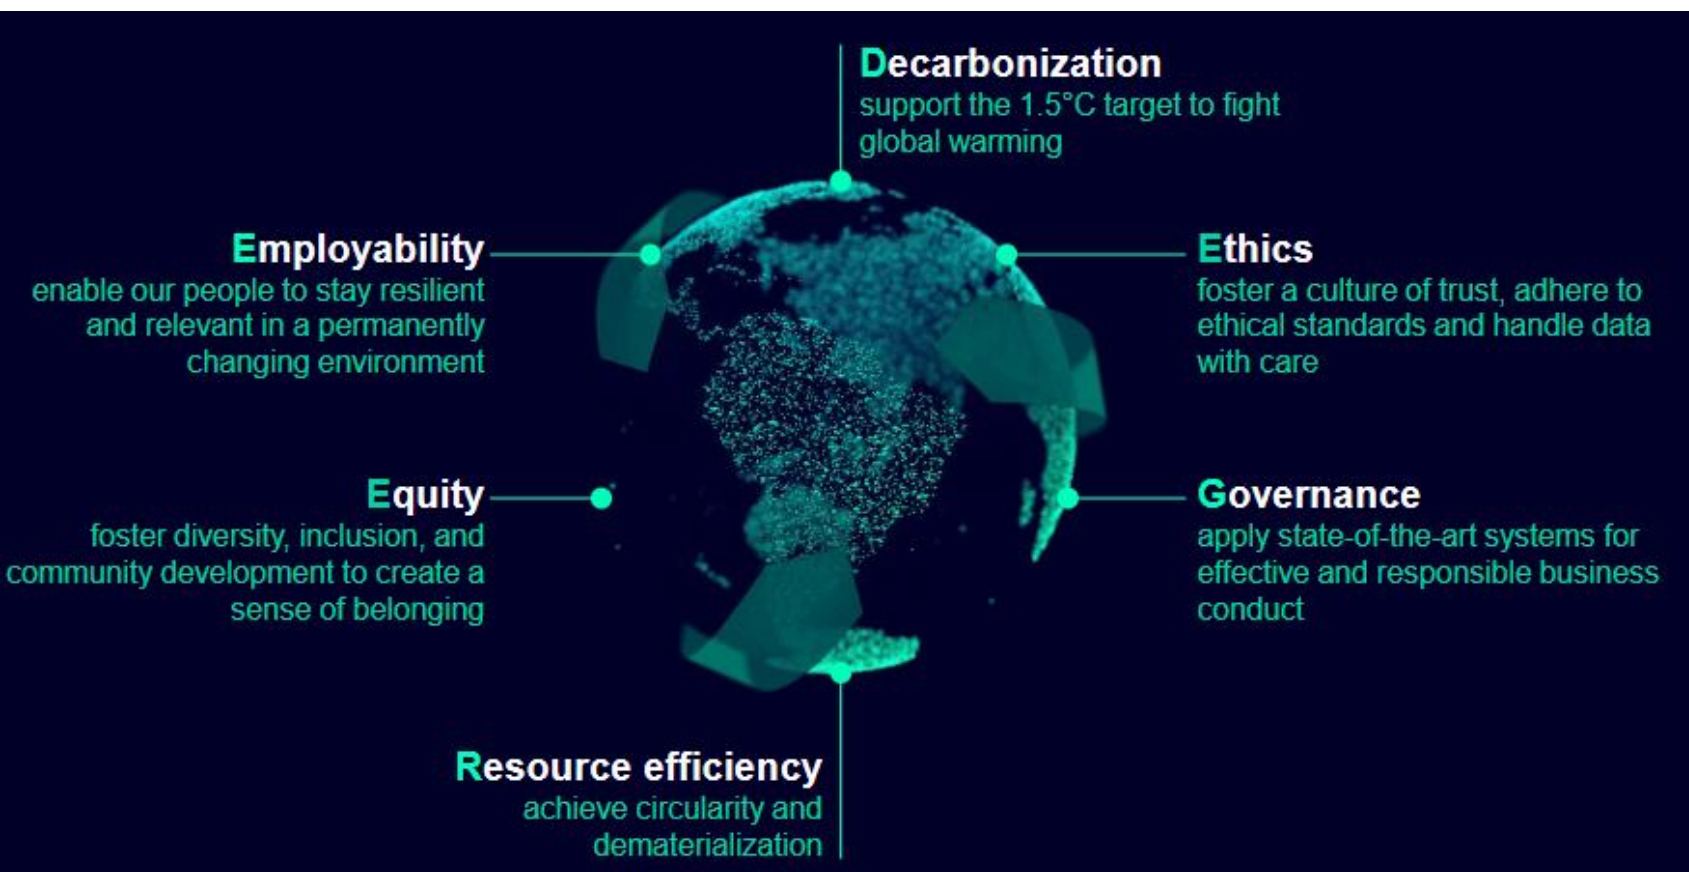 Decarbonization
support the 1.5°C target to fight
global warming
Ethics
foster a culture of trust, adhere to
ethical standards and handle data
with care
Governance
apply state-of-the-art systems for
effective and responsible business
conduct
Resource efficiency
achieve circularity and
dematerialization
Equity
foster diversity, inclusion, and
community development to create a
sense of belonging
Employability
enable our people to stay resilient
and relevant in a permanently
changing environment